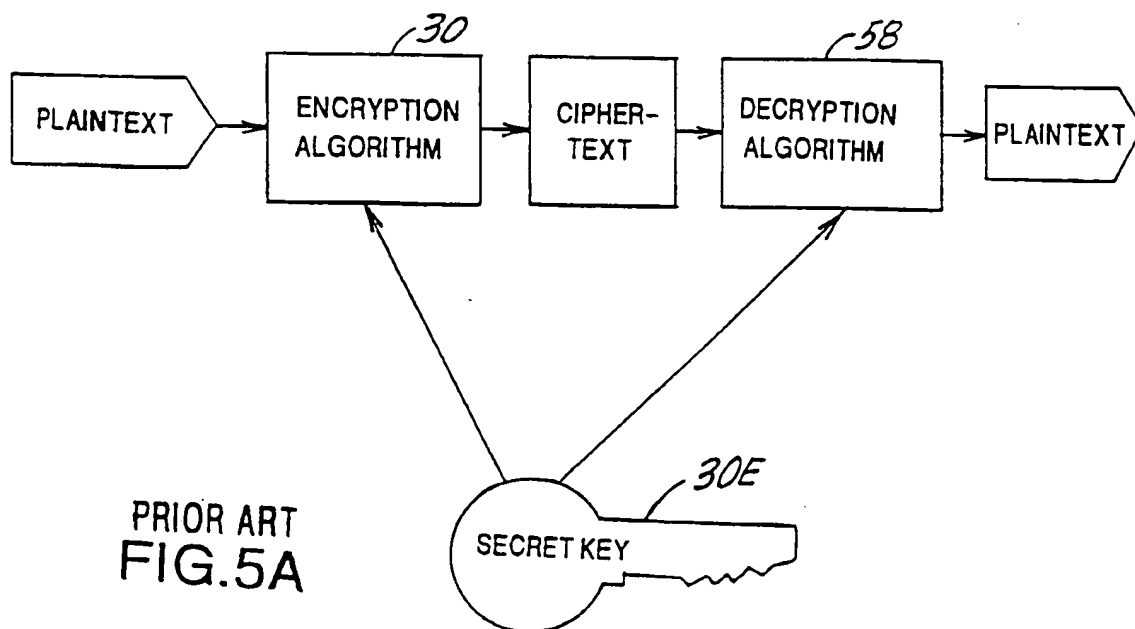 30
58
PLAINTEXT
ENCRYPTION
ALGORITHM
CIPHER-
TEXT
DECRYPTION
ALGORITHM
PLAINTEXT
30E
SECRET KEY
PRIOR ART
FIG.5A